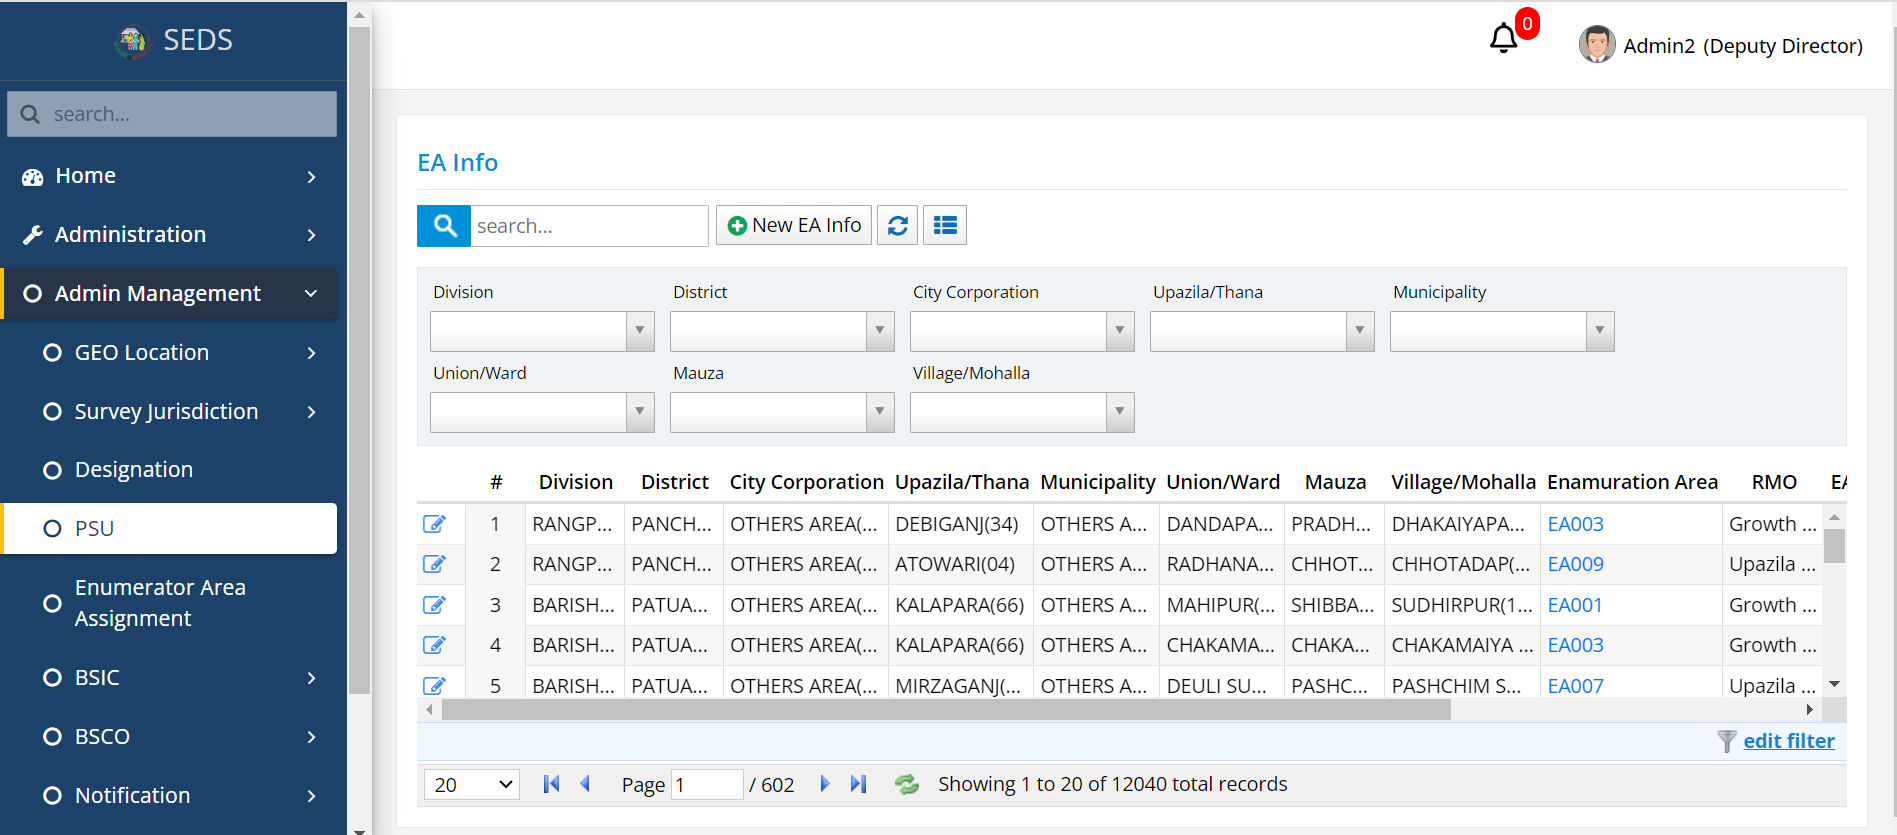 SEDS
search...
Home
Administration
Admin Management
GEO Location
Survey Jurisdiction
Designation
PSU
Enumerator Area
Assignment
BSIC
BSCO
Notification
0
Admin2 (Deputy Director)
EA Info
search... New EA Info
Division District City Corporation Upazila/Thana Municipality
Union/Ward Mauza Village/Mohalla
# Division District City Corporation Upazila/Thana Municipality Union/Ward Mauza Village/Mohalla Enamuration Area RMO EA
1 RANGP... PANCH... OTHERS AREA(... DEBIGANJ(34) OTHERS A... DANDAPA... PRADH... DHAKAIYAPA... EA003 Growth ...
2 RANGP... PANCH... OTHERS AREA(... ATOWARI(04) OTHERS A... RADHANA... CHHOT... CHHOTADAP(... EA009 Upazila ...
3 BARISH... PATUA... OTHERS AREA(... KALAPARA(66) OTHERS A... MAHIPUR(... SHIBBA... SUDHIRPUR(1... EA001 Growth ...
4 BARISH... PATUA... OTHERS AREA(... KALAPARA(66) OTHERS A... CHAKAMA... CHAKA... CHAKAMAIYA ... EA003 Growth ...
5 BARISH... PATUA... OTHERS AREA(... MIRZAGANJ(... OTHERS A... DEULI SU... PASHC... PASHCHIM S... EA007 Upazila ...
edit filter
20 Page 1 / 602 Showing 1 to 20 of 12040 total records